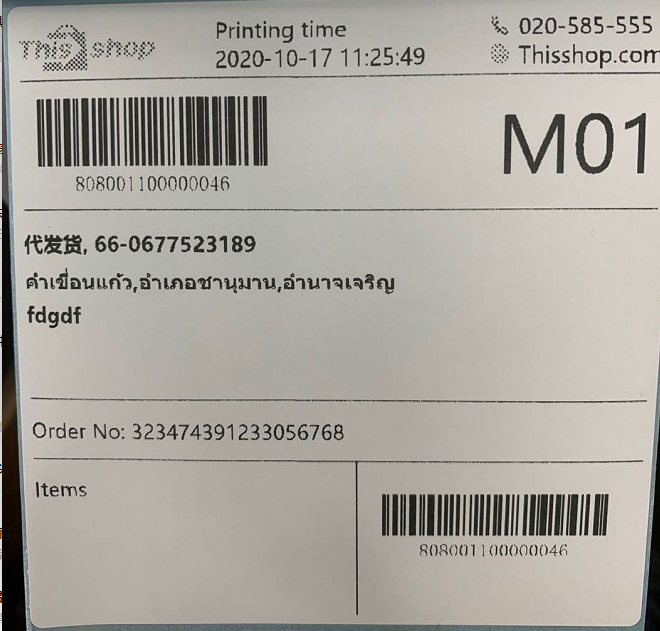 This shop
Printing time
2020-10-17 11:25:49
020-585-555
Thisshop.com
808001100000046
M01
代发货, 66-0677523189
คำเขื่อนแก้ว,อำเภอชานุมาน,อำนาจเจริญ
fdgdf
Order No: 323474391233056768
Items
808001100000046